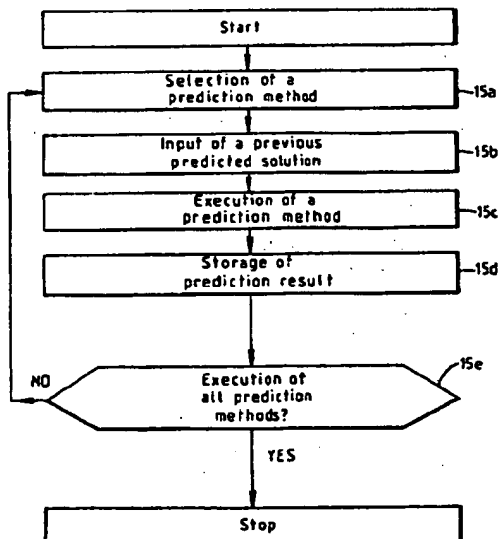 Start
Selection of a
prediction method
15a
Input of a previous
predicted solution
15b
Execution of a
prediction method
15c
Storage of
prediction result
15d
15e
NO
Execution of
all prediction
methods?
YES
Stop